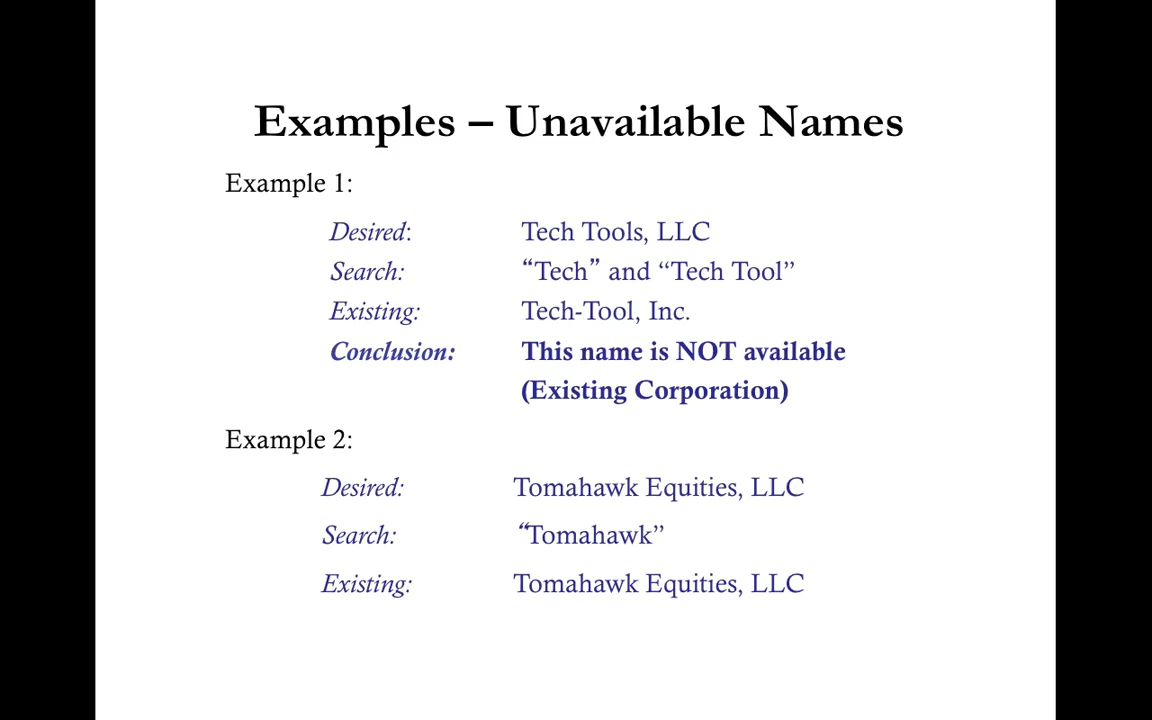 Examples – Unavailable Names
Example 1:
Desired: Tech Tools, LLC
Search: “Tech” and “Tech Tool”
Existing: Tech-Tool, Inc.
Conclusion: This name is NOT available
(Existing Corporation)
Example 2:
Desired: Tomahawk Equities, LLC
Search: “Tomahawk”
Existing: Tomahawk Equities, LLC